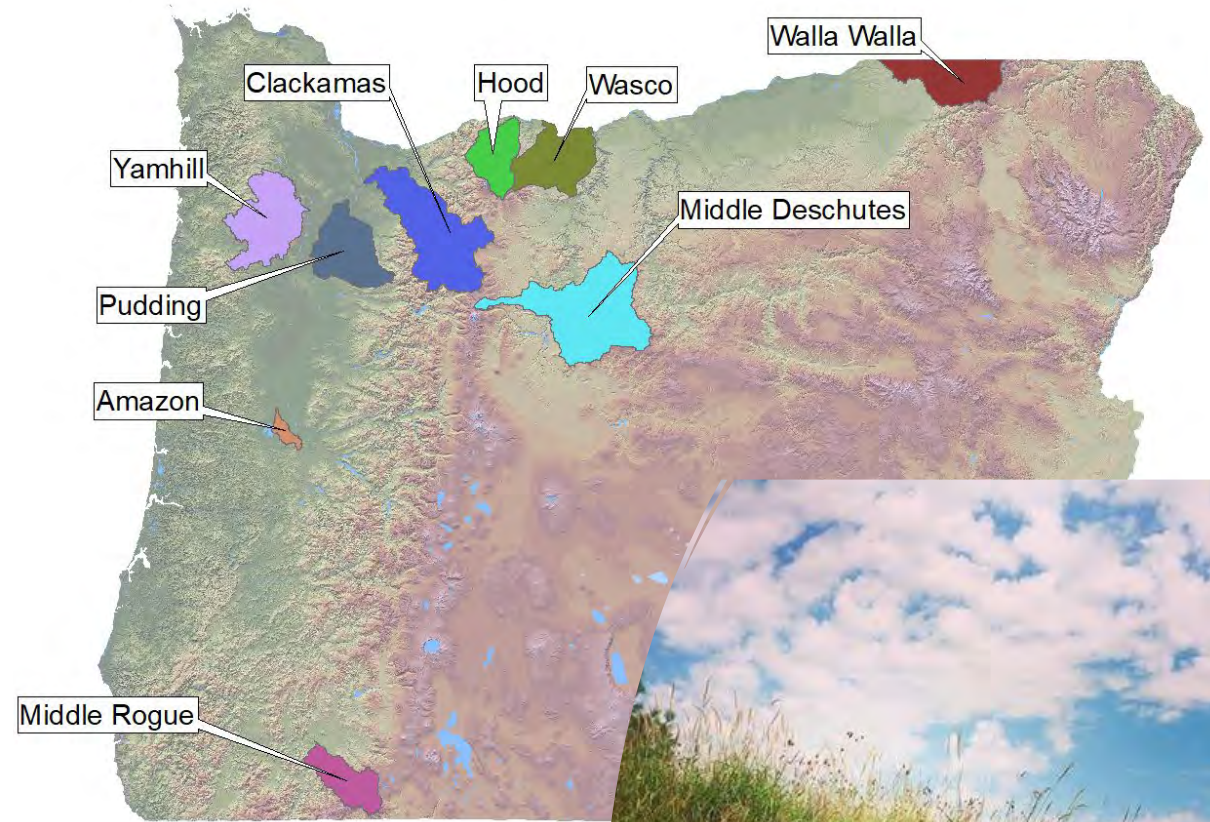 Walla Walla
Clackamas
Hood
Wasco
Yamhill
Middle Deschutes
Pudding
Amazon
Middle Rogue